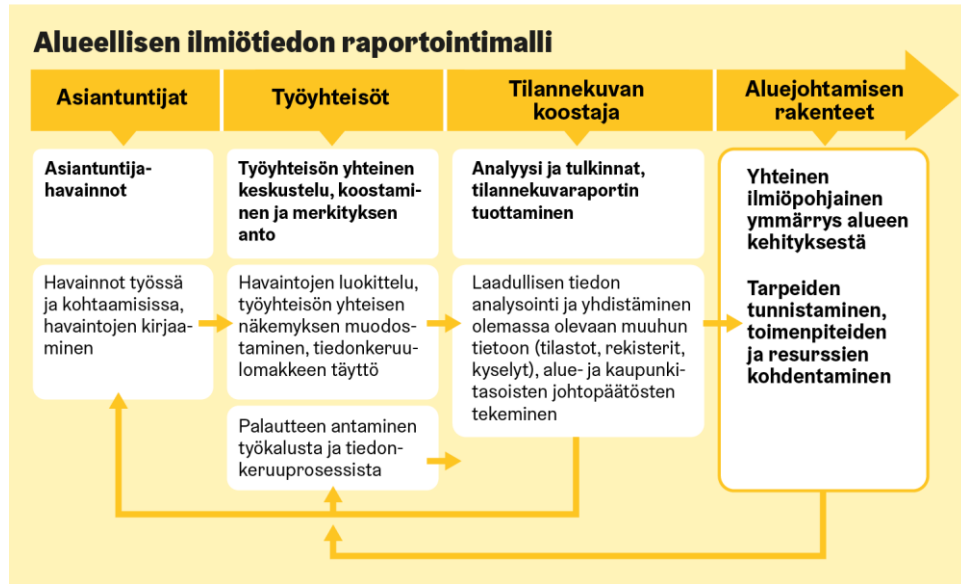 Alueellisen ilmiötiedon raportointimalli
Asiantuntijat
Työyhteisöt
Tilannekuvan
koostaja
Aluejohtamisen
rakenteet
Asiantuntija-
havainnot
Työyhteisön yhteinen
keskustelu, koostami-
nen ja merkityksen
anto
Analyysi ja tulkinnat,
tilannekuvaraportin
tuottaminen
Yhteinen
ilmiöpohjainen
ymmärrys alueen
kehityksestä
Tarpeiden
tunnistaminen,
toimenpiteiden
ja resurssien
kohdentaminen
Havainnot työssä
ja kohtaamisissa,
havaintojen kirjaa-
minen
Havaintojen luokittelu,
työyhteisön yhteisen
näkemyksen muodos-
taminen, tiedonkeruu-
lomakkeen täyttö
Laadullisen tiedon
analysointi ja yhdistäminen
olemassa olevaan muuhun
tietoon (tilastot, rekisterit,
kyselyt), alue- ja kaupunki-
tasoisten johtopäätösten
tekeminen
Palautteen antaminen
työkalusta ja tiedon-
keruuprosessista